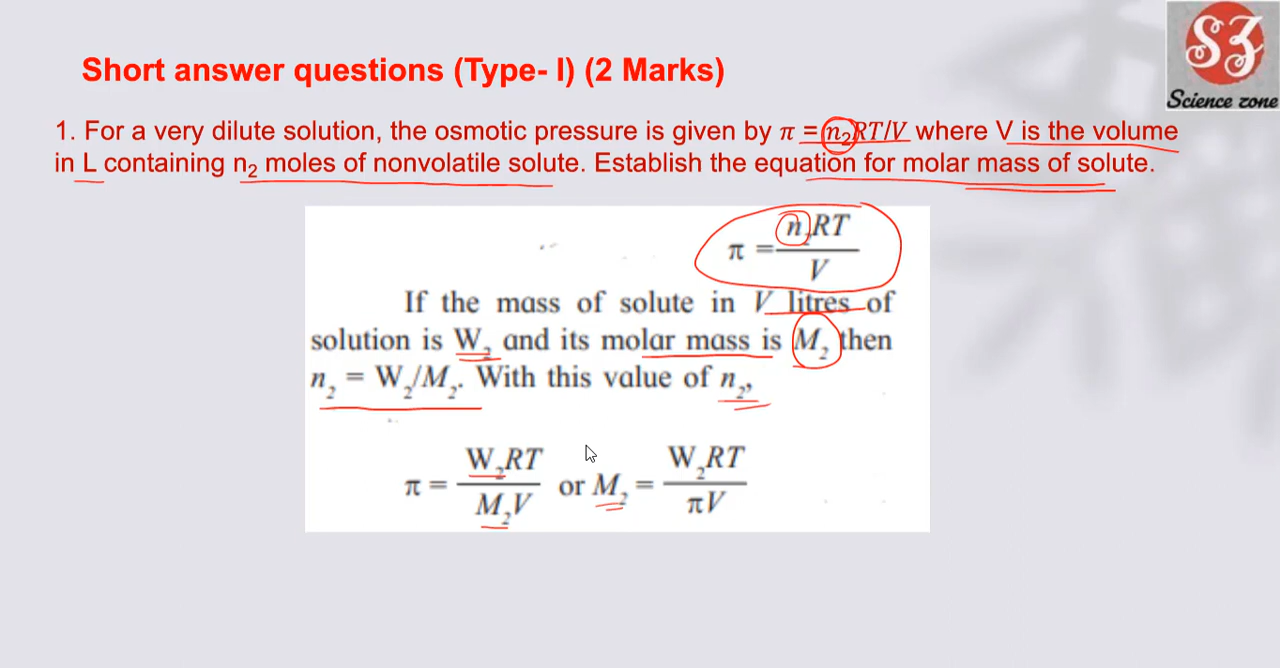 SZ
Science zone
Short answer questions (Type- I) (2 Marks)
1. For a very dilute solution, the osmotic pressure is given by π = n₂RT/V where V is the volume
in L containing n₂ moles of nonvolatile solute. Establish the equation for molar mass of solute.
π = n₂RT / V
If the mass of solute in V litres of
solution is W₂ and its molar mass is M₂ then
n₂ = W₂/M₂. With this value of n₂,
π = W₂RT / M₂V or M₂ = W₂RT / πV